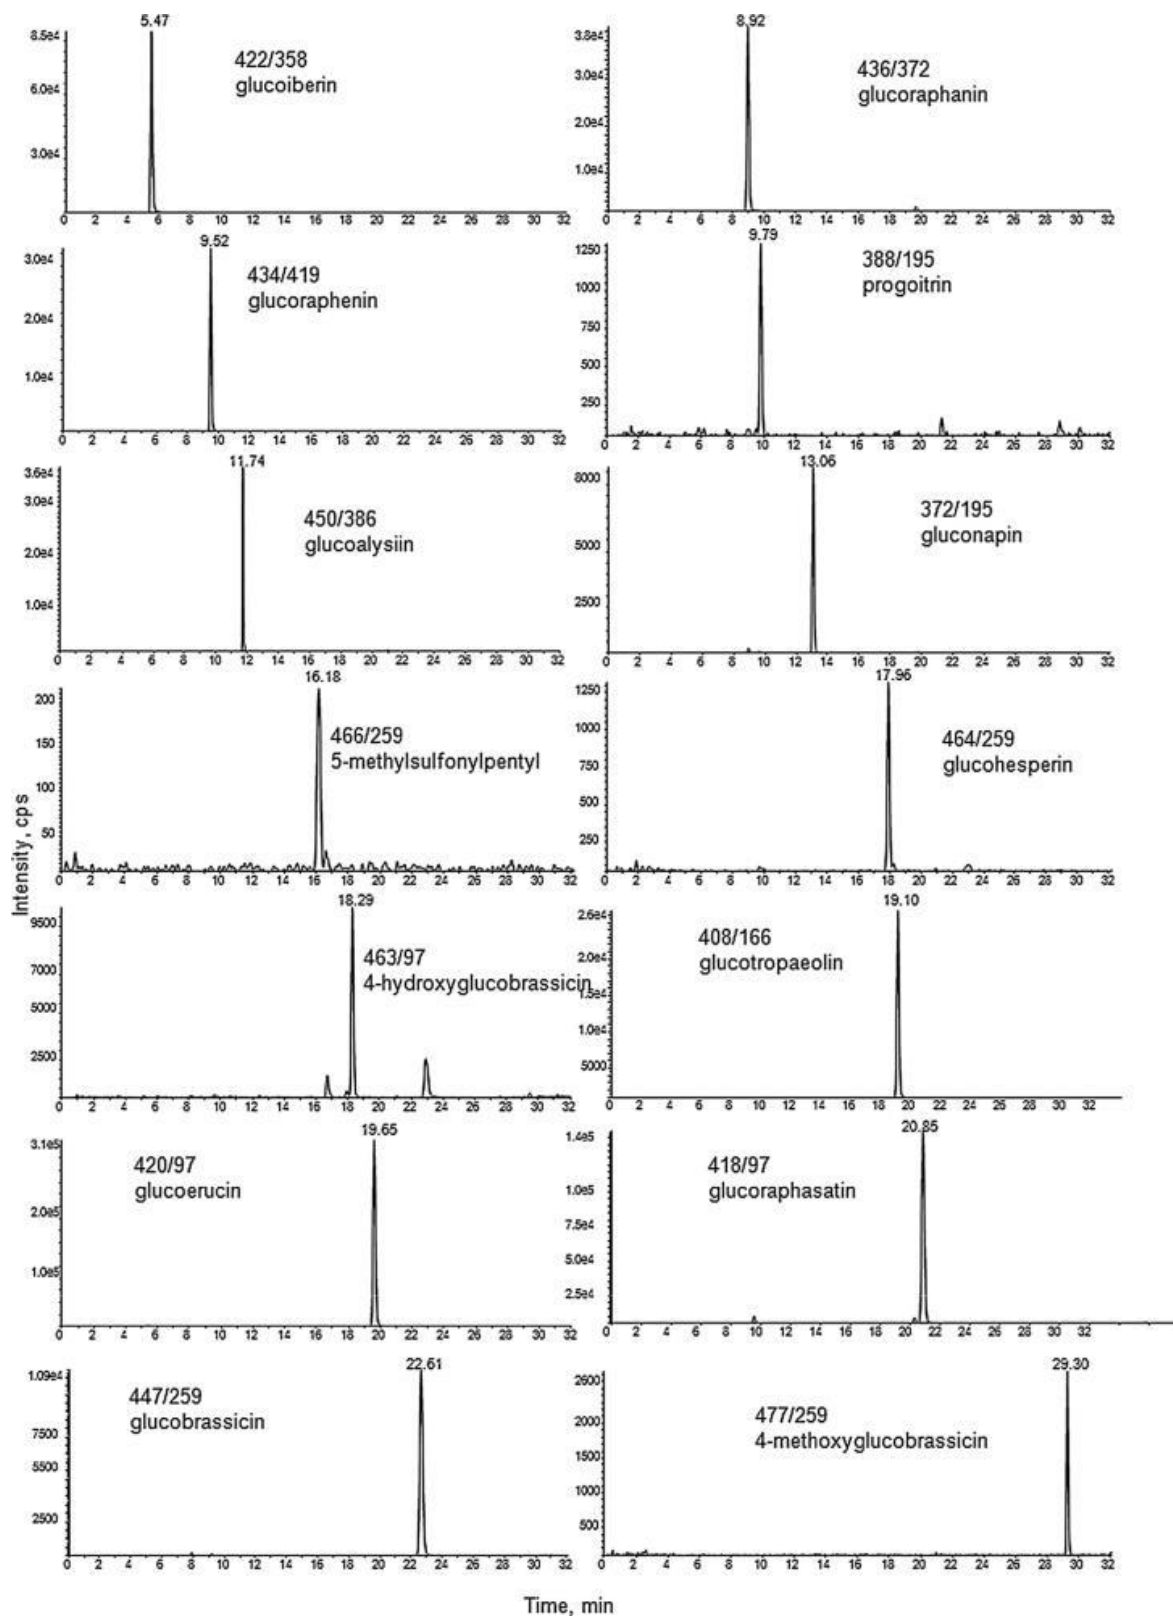 5.47
8.5e4
6.0e4
3.0e4
422/358
glucoiberin
0 2 4 6 8 10 12 14 16 18 20 22 24 26 28 30 32
8.92
3.8e4
3.0e4
2.0e4
1.0e4
436/372
glucoraphanin
0 2 4 6 8 10 12 14 16 18 20 22 24 26 28 30 32
9.52
3.0e4
2.0e4
1.0e4
434/419
glucoraphenin
0 2 4 6 8 10 12 14 16 18 20 22 24 26 28 30 32
9.79
1250
1000
750
500
250
388/195
progoitrin
0 2 4 6 8 10 12 14 16 18 20 22 24 26 28 30 32
11.74
3.6e4
3.0e4
2.0e4
1.0e4
450/386
glucoalysiin
0 2 4 6 8 10 12 14 16 18 20 22 24 26 28 30 32
13.06
8000
5000
2500
372/195
gluconapin
0 2 4 6 8 10 12 14 16 18 20 22 24 26 28 30 32
16.18
200
150
100
50
466/259
5-methylsulfonylpentyl
0 2 4 6 8 10 12 14 16 18 20 22 24 26 28 30 32
17.96
1250
1000
750
500
250
464/259
glucohesperin
0 2 4 6 8 10 12 14 16 18 20 22 24 26 28 30 32
Intensity, cps
18.29
9500
7000
5000
2500
463/97
4-hydroxyglucobrassicin
0 2 4 6 8 10 12 14 16 18 20 22 24 26 28 30 32
19.10
2.6e4
2.0e4
1.5e4
1.0e4
5000
408/166
glucotropaeolin
0 2 4 6 8 10 12 14 16 18 20 22 24 26 28 30 32
19.65
3.1e5
2.0e5
1.0e5
420/97
glucoerucin
0 2 4 6 8 10 12 14 16 18 20 22 24 26 28 30 32
20.85
1.4e5
1.0e5
7.5e4
5.0e4
2.5e4
418/97
glucoraphasatin
0 2 4 6 8 10 12 14 16 18 20 22 24 26 28 30 32
22.61
1.09e4
7500
5500
2500
447/259
glucobrassicin
0 2 4 6 8 10 12 14 16 18 20 22 24 26 28 30 32
29.30
2600
2000
1500
1000
500
477/259
4-methoxyglucobrassicin
0 2 4 6 8 10 12 14 16 18 20 22 24 26 28 30 32
Time, min